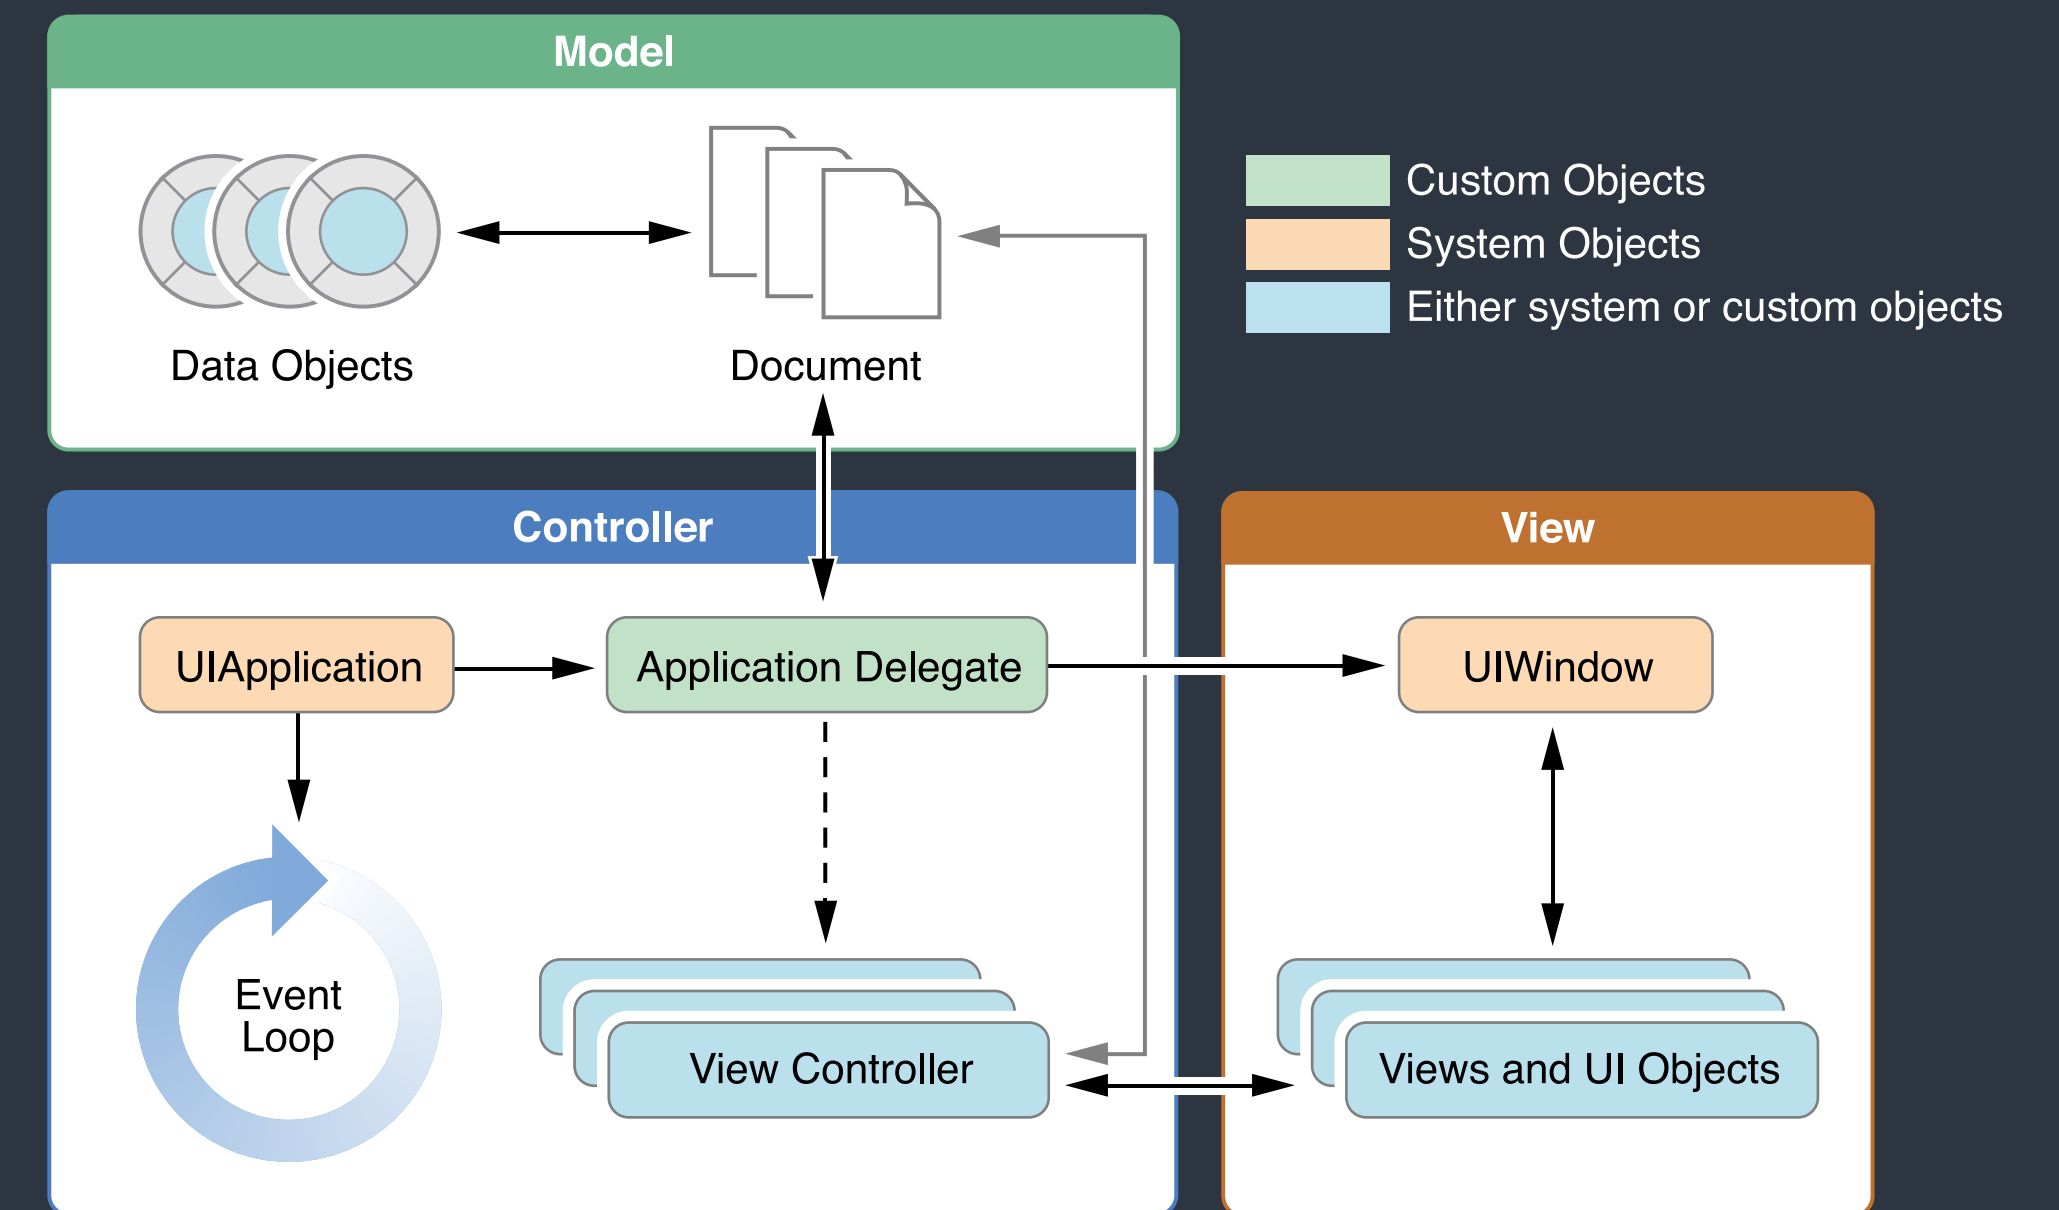 Model
Data Objects
Document
Custom Objects
System Objects
Either system or custom objects
Controller
UIApplication
Application Delegate
Event
Loop
View Controller
View
UIWindow
Views and UI Objects